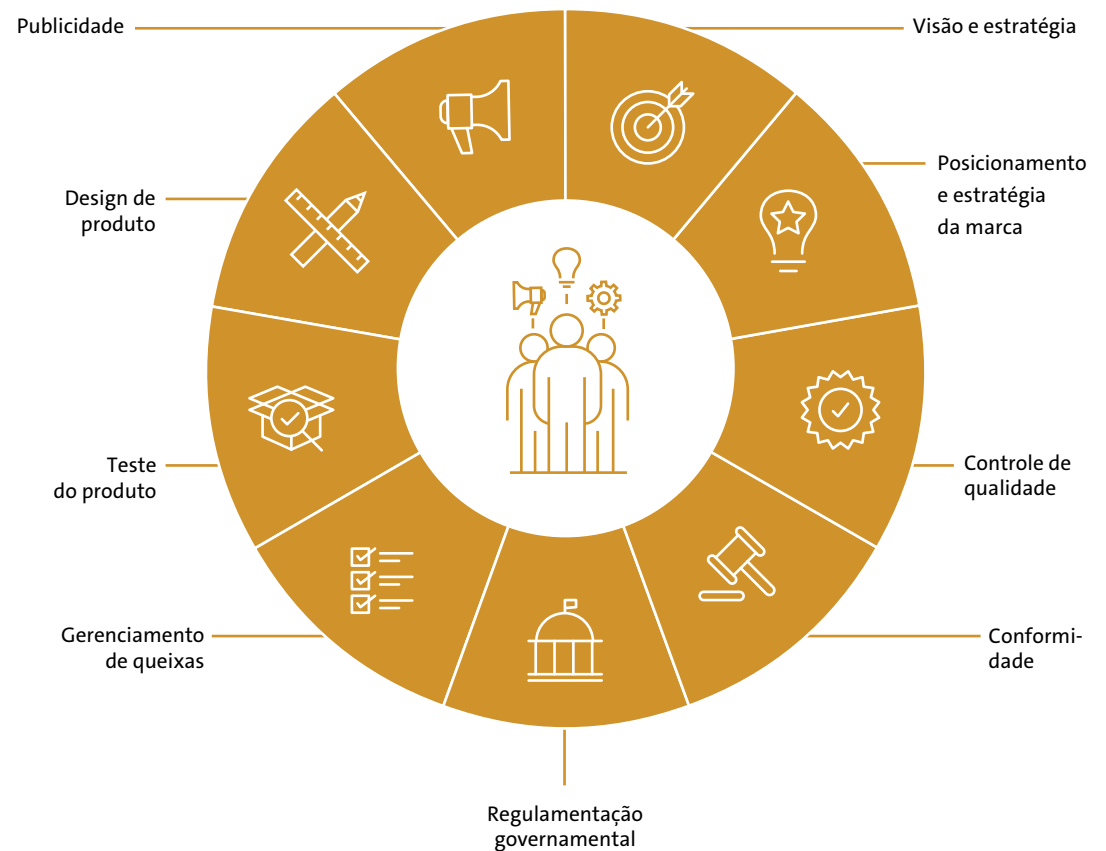 Publicidade
Visão e estratégia
Posicionamento
e estratégia
da marca
Design de
produto
Controle de
qualidade
Teste
do produto
Gerenciamento
de queixas
Conformi-
dade
Regulamentação
governamental